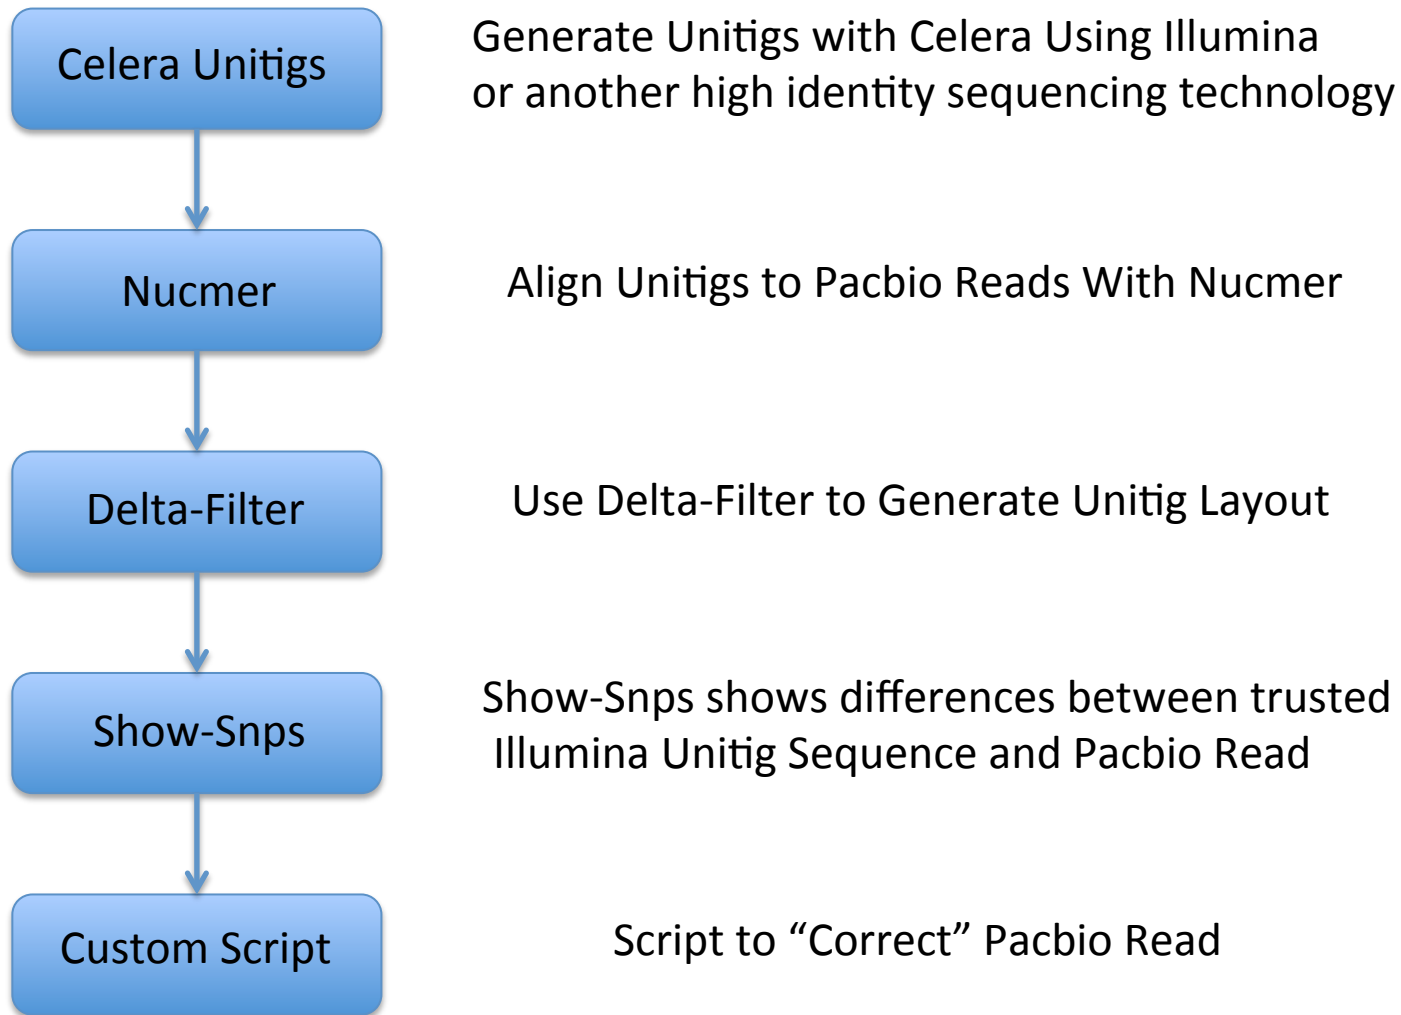 Celera Unitigs
Generate Unitigs with Celera Using Illumina
or another high identity sequencing technology
Nucmer
Align Unitigs to Pacbio Reads With Nucmer
Delta-Filter
Use Delta-Filter to Generate Unitig Layout
Show-Snps
Show-Snps shows differences between trusted
Illumina Unitig Sequence and Pacbio Read
Custom Script
Script to “Correct” Pacbio Read